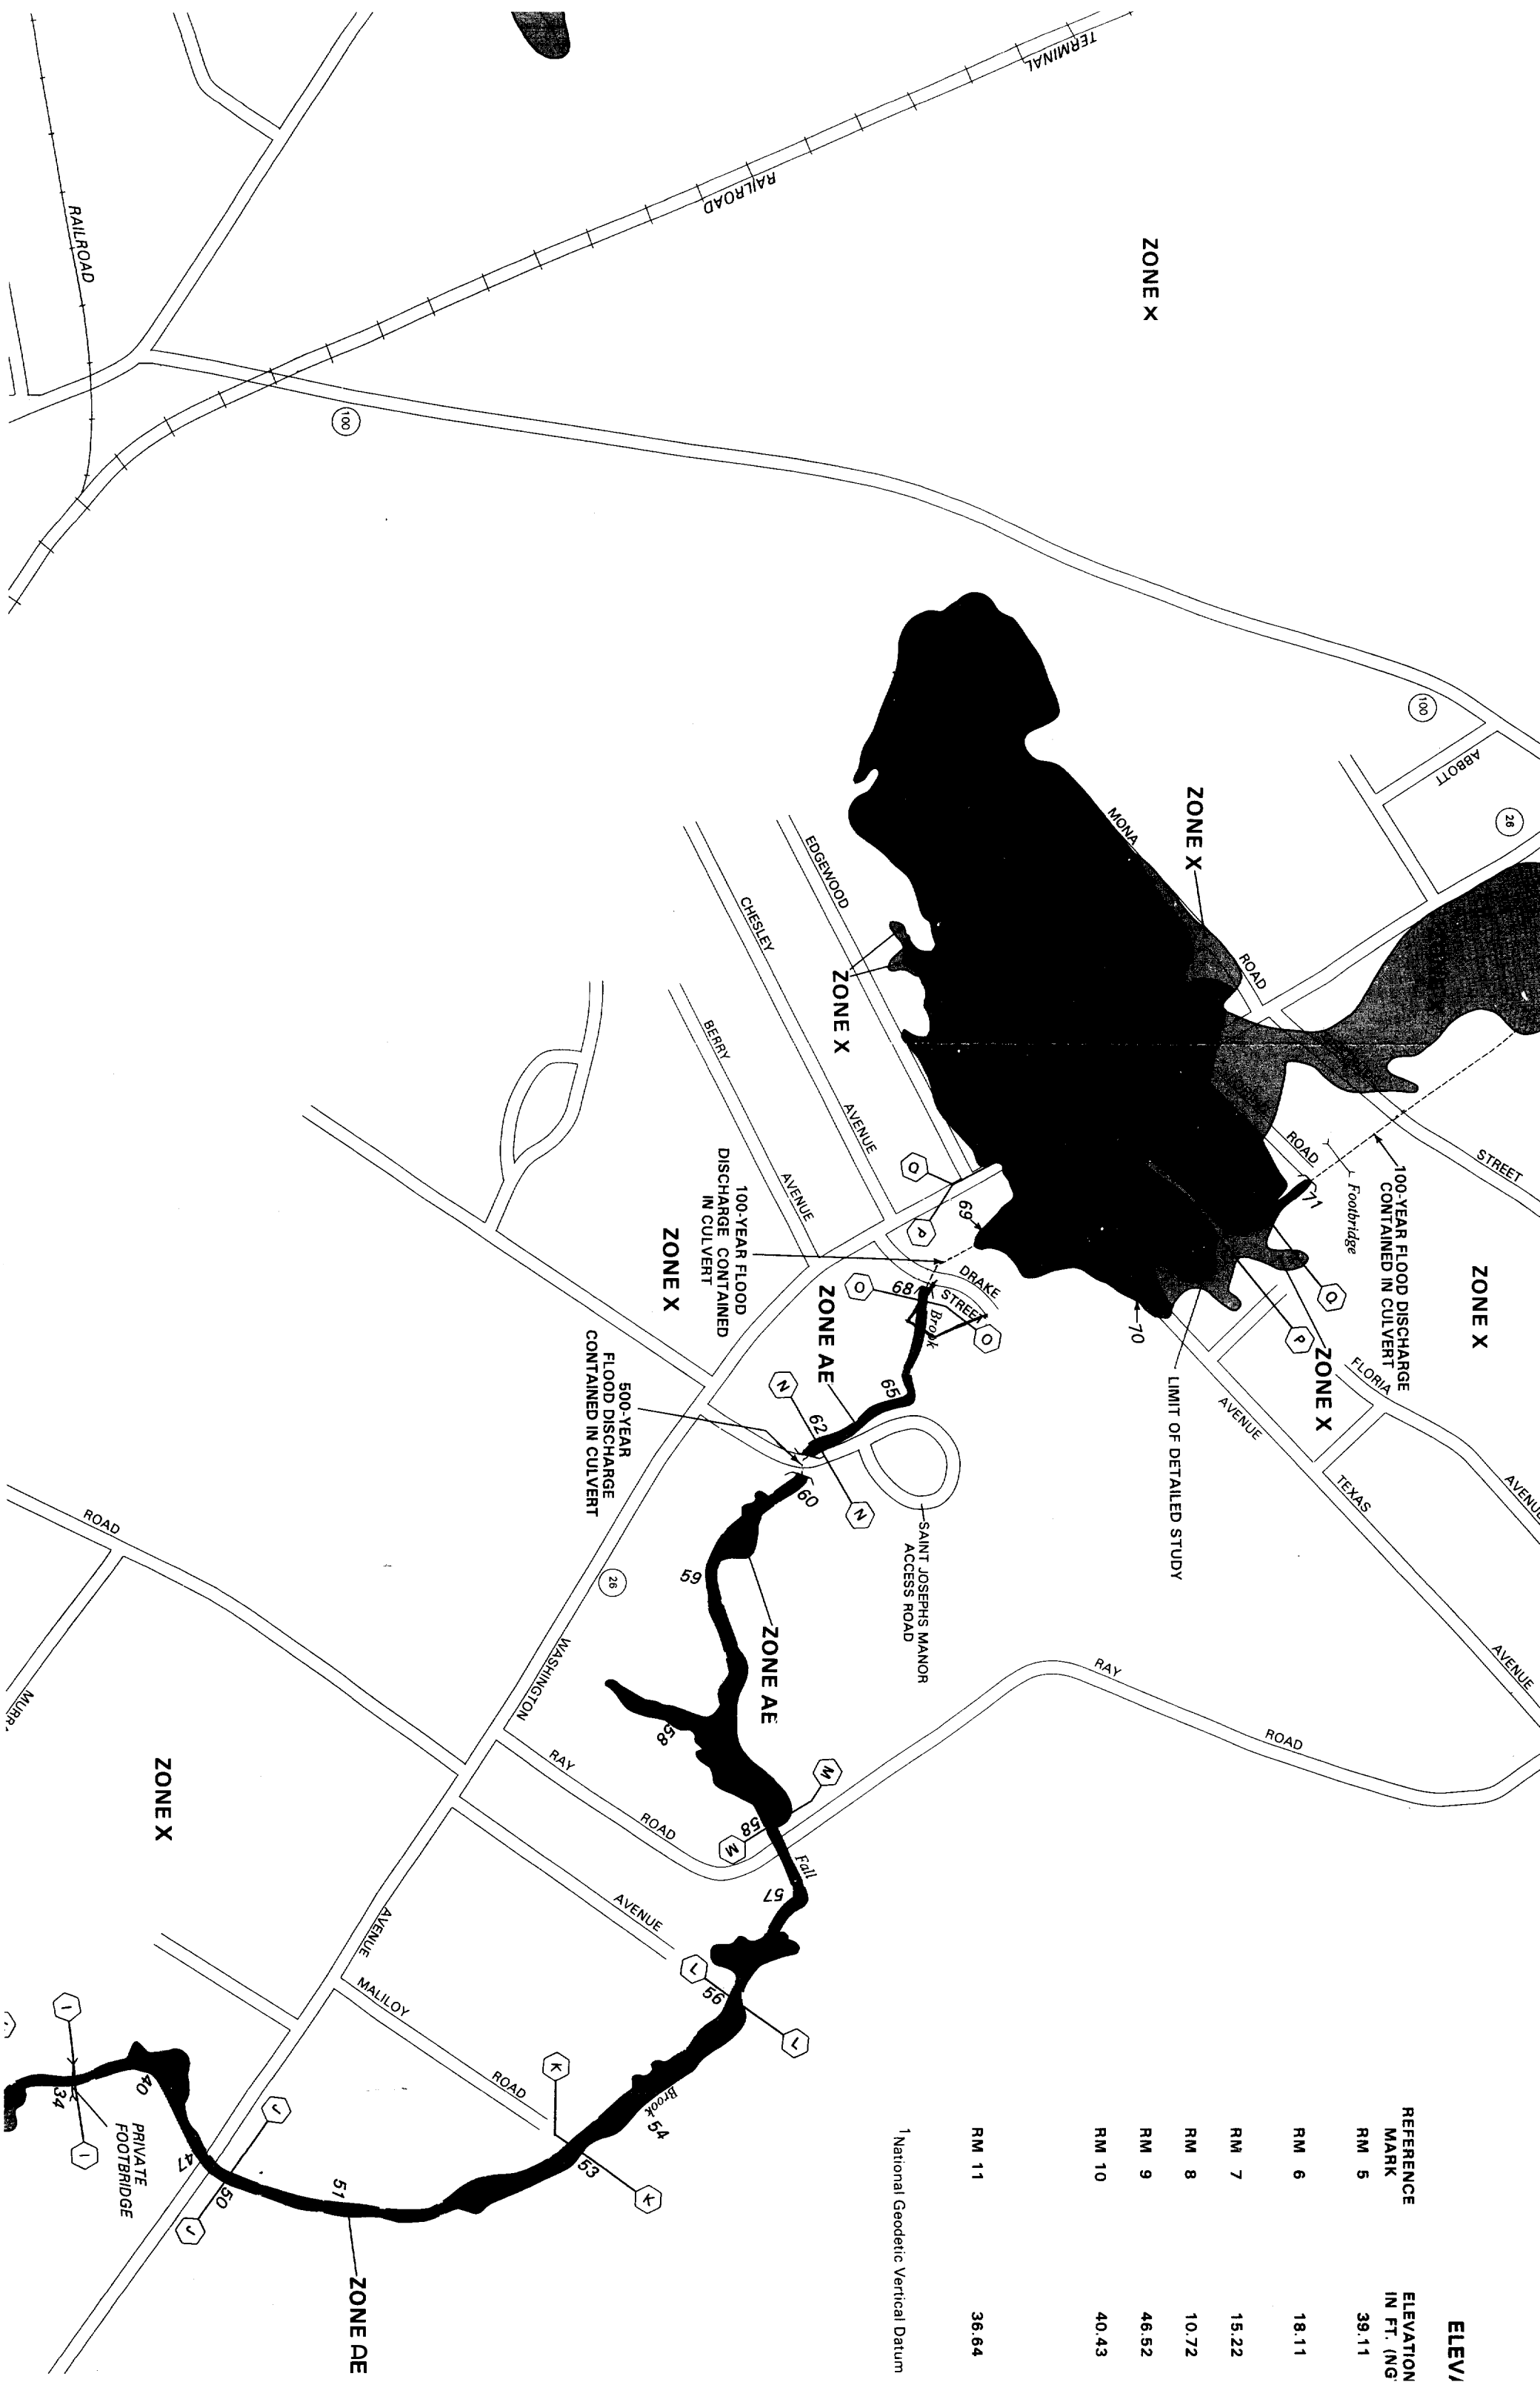 TERMINAL
RAILROAD
RAILROAD
ZONE X
100
100
ABBOTT
26
ZONE X
MONA
ROAD
EDGEWOOD
CHESLEY
AVENUE
ZONE X
BERRY
AVENUE
STREET
ROAD
71
Footbridge
100-YEAR FLOOD DISCHARGE
CONTAINED IN CULVERT
ZONE X
Q
P
Q
P
69
70
100-YEAR FLOOD
DISCHARGE CONTAINED
IN CULVERT
ZONE X
DRAKE
STREET
68
O
O
Brook
ZONE AE
65
N
62
N
60
500-YEAR
FLOOD DISCHARGE
CONTAINED IN CULVERT
SAINT JOSEPHS MANOR
ACCESS ROAD
LIMIT OF DETAILED STUDY
ZONE X
FLORIA
AVENUE
AVENUE
TEXAS
AVENUE
59
26
ZONE AE
RAY
ROAD
WASHINGTON
AVENUE
58
M
58
M
RAY
ROAD
Fall
57
AVENUE
L
56
L
ROAD
ZONE X
MALILOY
ROAD
K
Brook
54
53
K
I
34
I
40
PRIVATE
FOOTBRIDGE
47
J
50
J
51
ZONE AE
ELEVA
REFERENCE
MARK
ELEVATION
IN FT. (NG
RM 5 39.11
RM 6 18.11
RM 7 15.22
RM 8 10.72
RM 9 46.52
RM 10 40.43
RM 11 36.64
1National Geodetic Vertical Datum